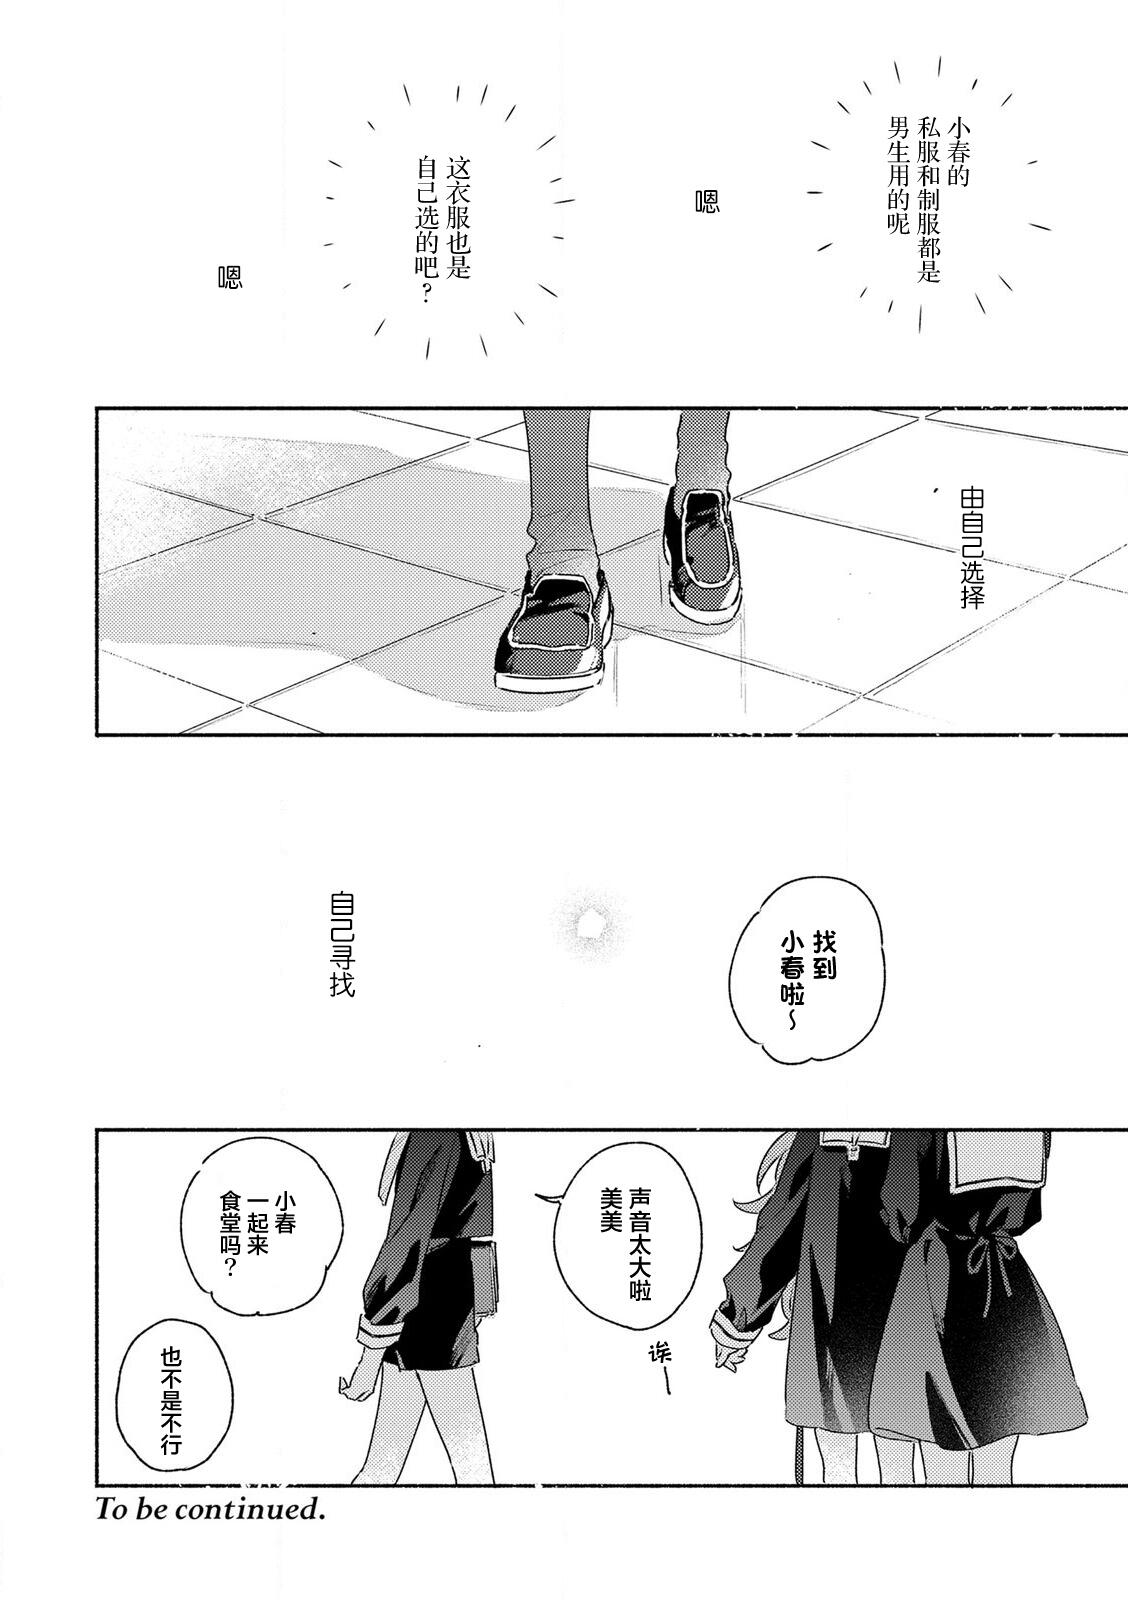 小春的
私服和制服都是
男生用的呢
嗯
这衣服也是
自己选的吧？
嗯
由自己选择
找到
小春啦～
自己寻找
声音太大啦
美美
诶—
小春
一起来
食堂吗？
也不是不行
To be continued.